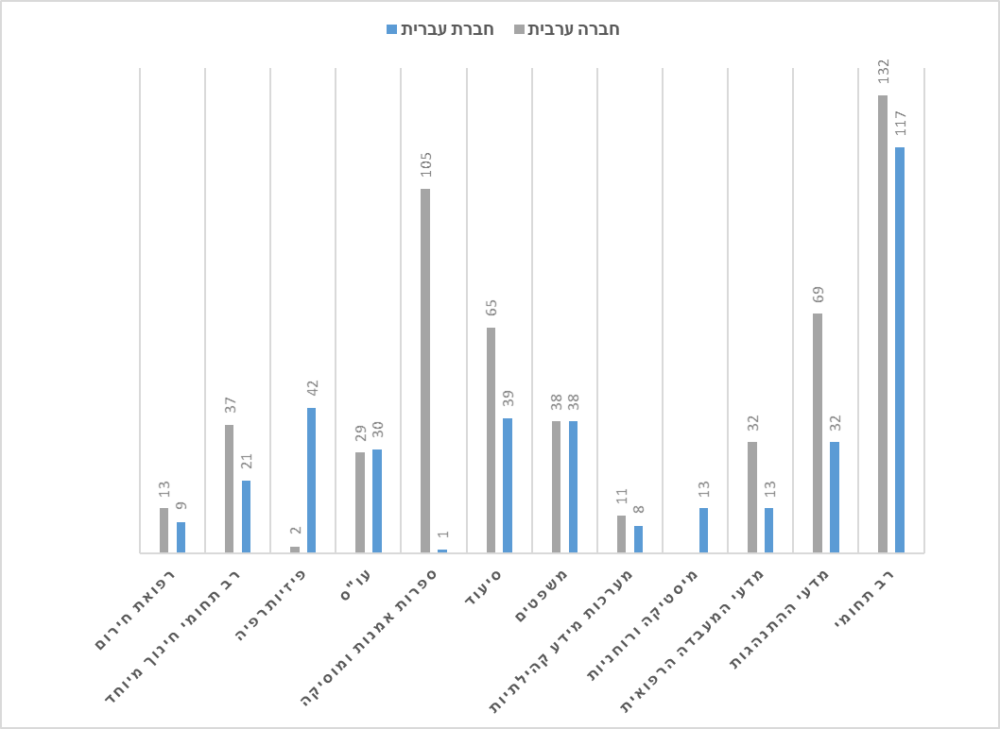 חברת עברית חברה ערבית
132
117
105
69
65
42
39
38 38
37
32
32
29 30
21
13
13
13
11
9
8
2
1
רפואת חירום
רב תחומי חינוך מיוחד
פיזיותרפיה
עו"ס
ספרות אמנות ומוסיקה
סיעוד
משפטים
מערכות מידע קהילתיות
מיסטיקה ורוחניות
מדעי המעבדה הרפואית
מדעי ההתנהגות
רב תחומי